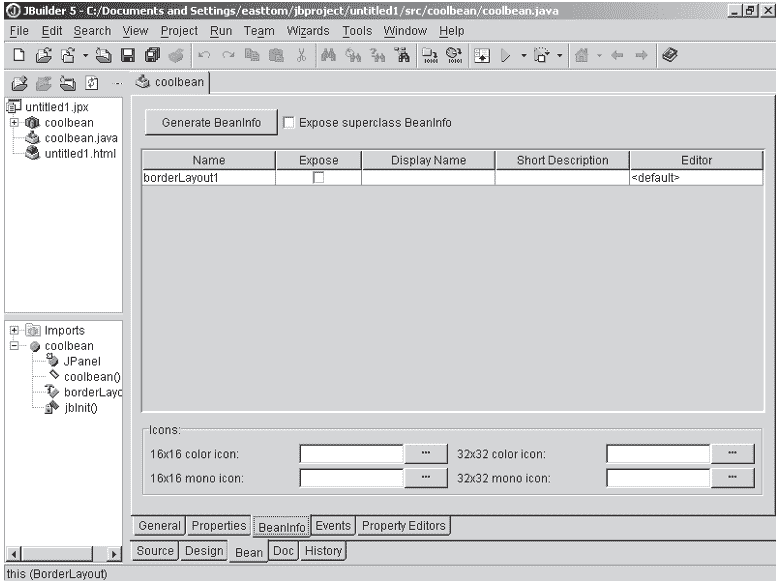 JBuilder 5 - C:/Documents and Settings/easttom/jbproject/untitled1/src/coolbean/coolbean.java
File Edit Search View Project Run Team Wizards Tools Window Help
coolbean
untitled1.jpx
coolbean
coolbean.java
untitled1.html
Generate BeanInfo Expose superclass BeanInfo
Name Expose Display Name Short Description Editor
borderLayout1 <default>
Imports
coolbean
JPanel
coolbean()
borderLayo
jbInit()
Icons:
16x16 color icon: ... 32x32 color icon: ...
16x16 mono icon: ... 32x32 mono icon: ...
General Properties BeanInfo Events Property Editors
Source Design Bean Doc History
this (BorderLayout)